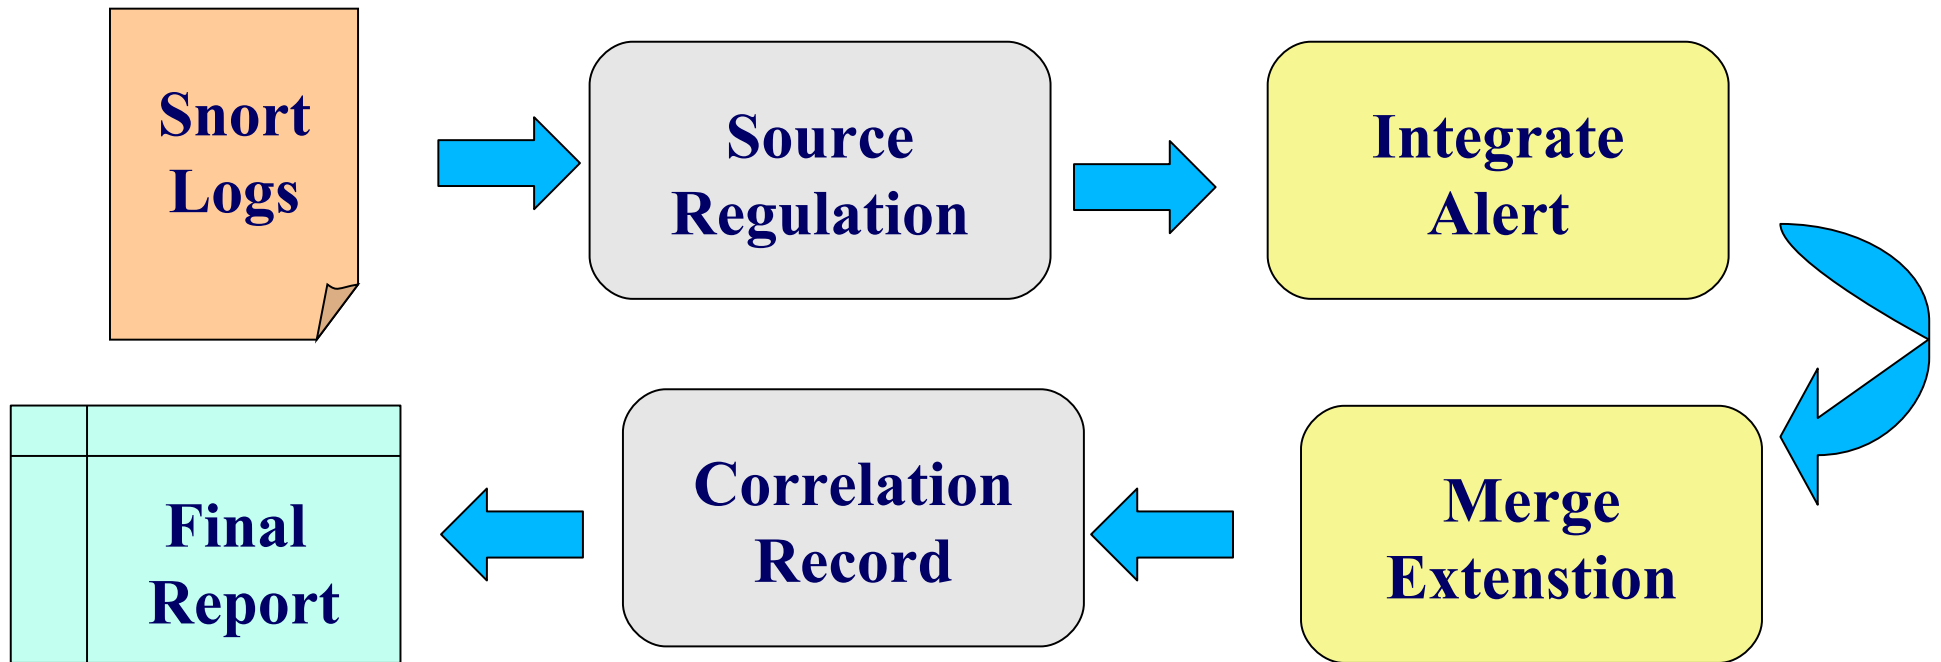 Snort
Logs
Source
Regulation
Integrate
Alert
Merge
Extenstion
Correlation
Record
Final
Report